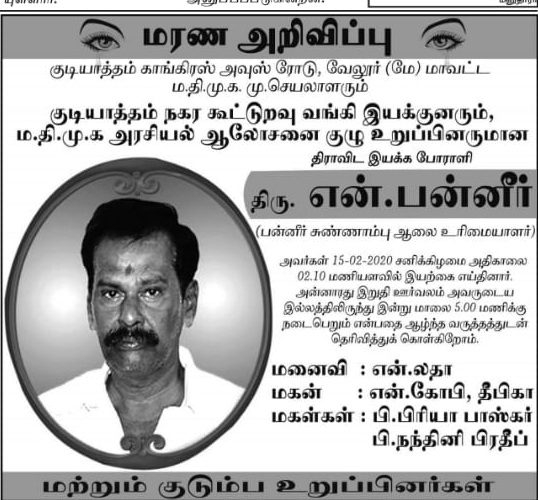 மரண அறிவிப்பு
குடியாத்தம் காங்கிரஸ் அவுஸ் ரோடு, வேலூர் (மே) மாவட்ட
ம.தி.மு.க. மு.செயலாளரும்
குடியாத்தம் நகர கூட்டுறவு வங்கி இயக்குனரும்,
ம.தி.மு.க அரசியல் ஆலோசனை குழு உறுப்பினருமான
திராவிட இயக்க போராளி
திரு. என்.பன்னீர்
(பன்னீர் சுண்ணாம்பு ஆலை உரிமையாளர்)
அவர்கள் 15-02-2020 சனிக்கிழமை அதிகாலை
02.10 மணியளவில் இயற்கை எய்தினார்.
அன்னாரது இறுதி ஊர்வலம் அவருடைய
இல்லத்திலிருந்து இன்று மாலை 5.00 மணிக்கு
நடைபெறும் என்பதை ஆழ்ந்த வருத்தத்துடன்
தெரிவித்துக் கொள்கிறோம்.
மனைவி : என்.லதா
மகன் : என்.கோபி, தீபிகா
மகள்கள் : பி.பிரியா பாஸ்கர்
பி.நந்தினி பிரதீப்
மற்றும் குடும்ப உறுப்பினர்கள்